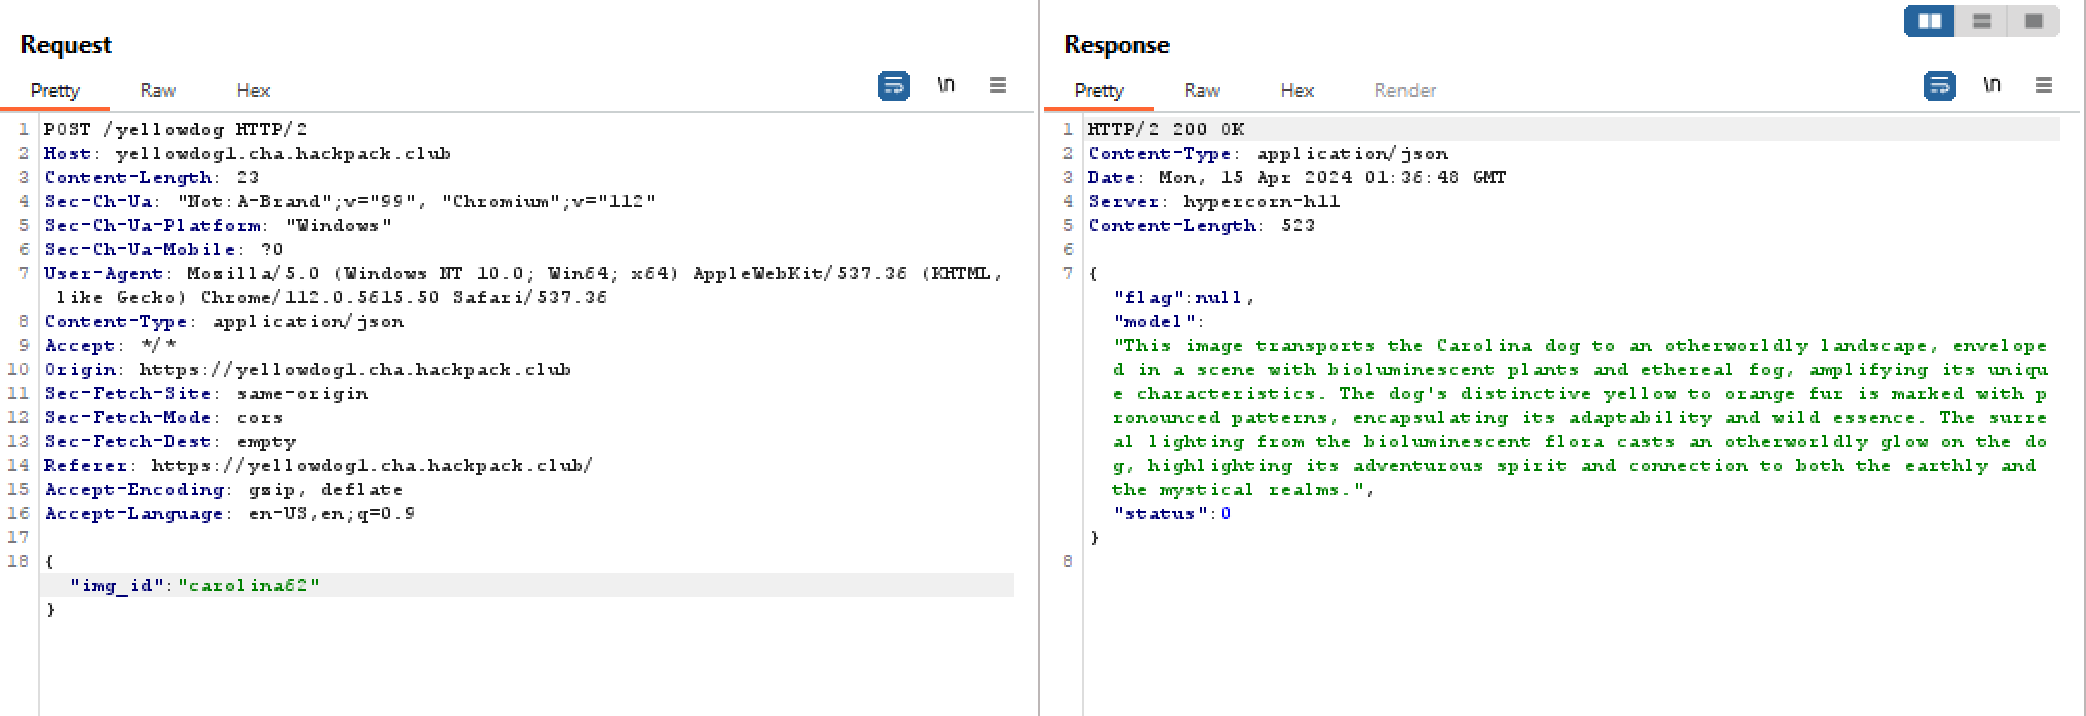 Request
Pretty Raw Hex \n
1 POST /yellowdog HTTP/2
2 Host: yellowdog1.cha.hackpack.club
3 Content-Length: 23
4 Sec-Ch-Ua: "Not:A-Brand";v="99", "Chromium";v="112"
5 Sec-Ch-Ua-Platform: "Windows"
6 Sec-Ch-Ua-Mobile: ?0
7 User-Agent: Mozilla/5.0 (Windows NT 10.0; Win64; x64) AppleWebKit/537.36 (KHTML,
like Gecko) Chrome/112.0.5615.50 Safari/537.36
8 Content-Type: application/json
9 Accept: */*
10 Origin: https://yellowdog1.cha.hackpack.club
11 Sec-Fetch-Site: same-origin
12 Sec-Fetch-Mode: cors
13 Sec-Fetch-Dest: empty
14 Referer: https://yellowdog1.cha.hackpack.club/
15 Accept-Encoding: gzip, deflate
16 Accept-Language: en-US,en;q=0.9
17
18 {
"img_id":"carolina62"
}
Response
Pretty Raw Hex Render \n
1 HTTP/2 200 OK
2 Content-Type: application/json
3 Date: Mon, 15 Apr 2024 01:36:48 GMT
4 Server: hypercorn-h11
5 Content-Length: 523
6
7 {
"flag":null,
"model":
"This image transports the Carolina dog to an otherworldly landscape, envelope
d in a scene with bioluminescent plants and ethereal fog, amplifying its uniqu
e characteristics. The dog's distinctive yellow to orange fur is marked with p
ronounced patterns, encapsulating its adaptability and wild essence. The surre
al lighting from the bioluminescent flora casts an otherworldly glow on the do
g, highlighting its adventurous spirit and connection to both the earthly and
the mystical realms.",
"status":0
}
8